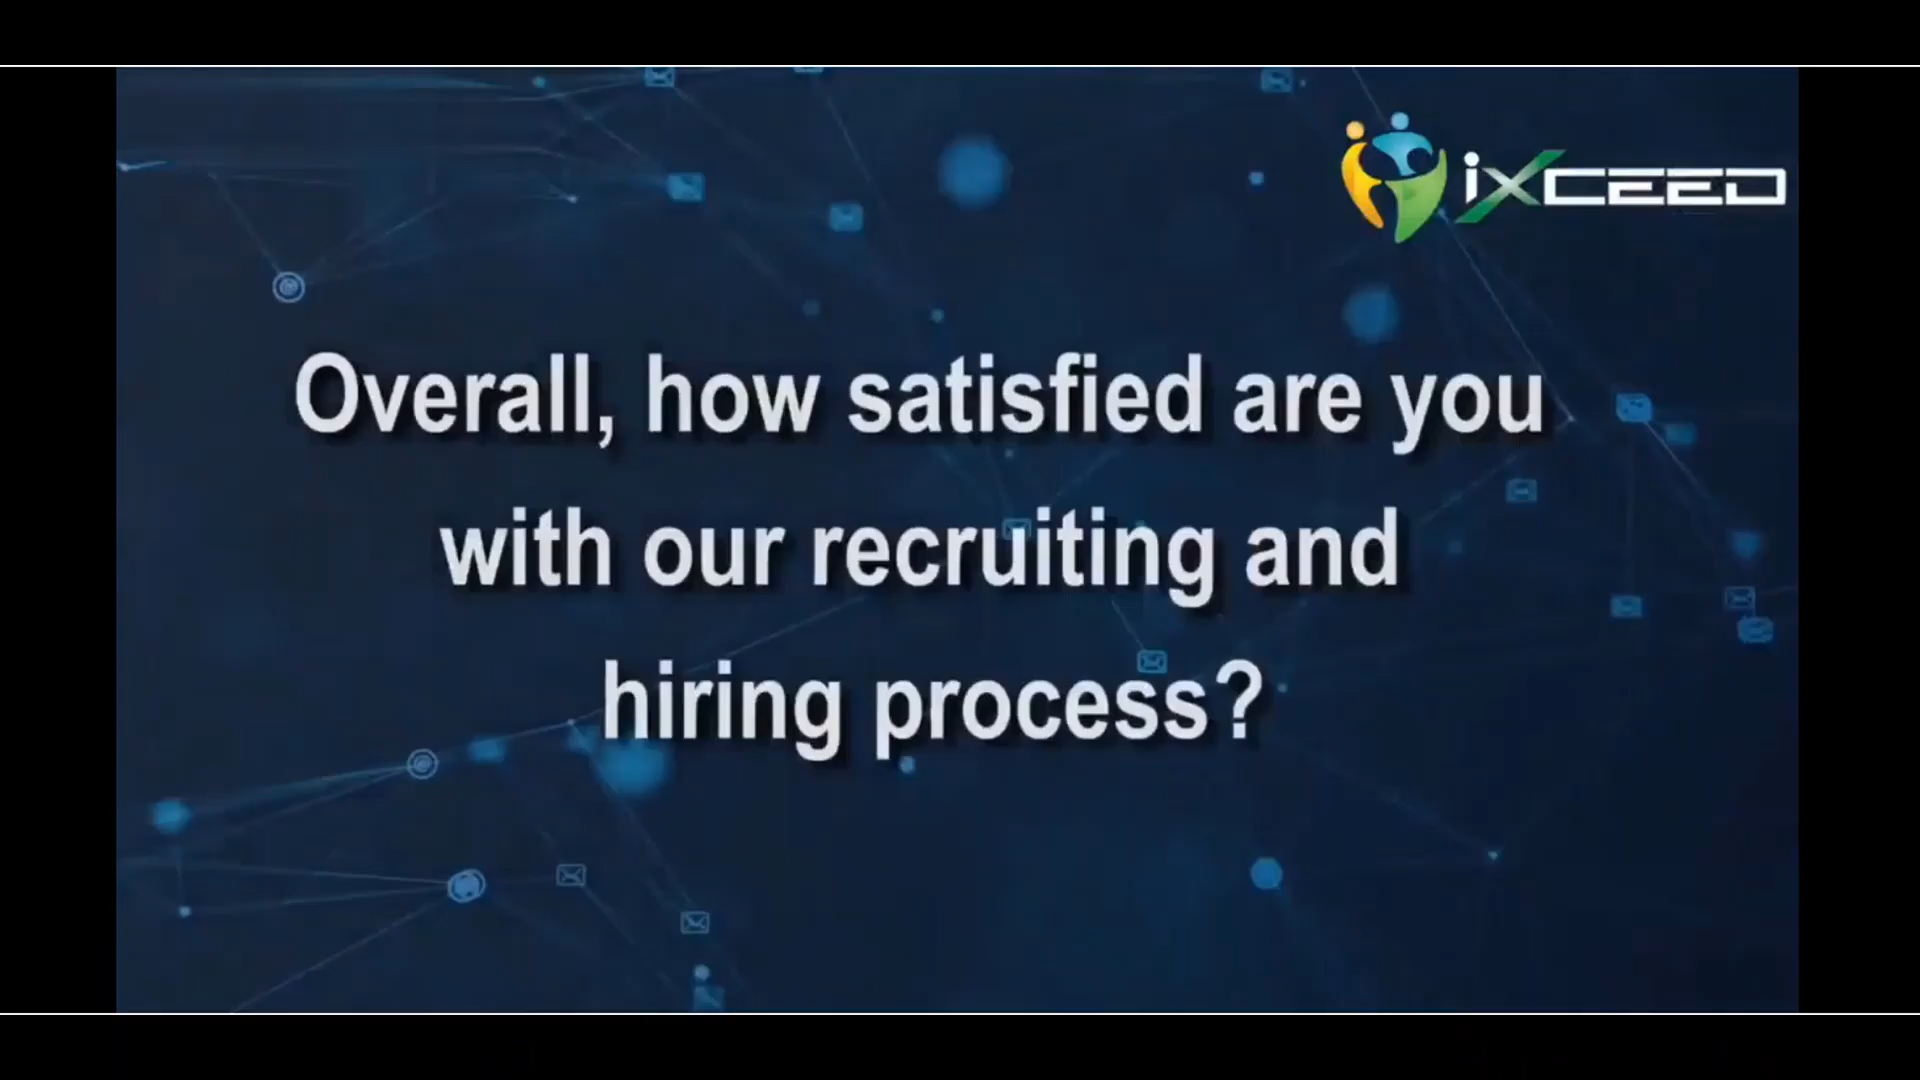 iXCEED
Overall, how satisfied are you
with our recruiting and
hiring process?